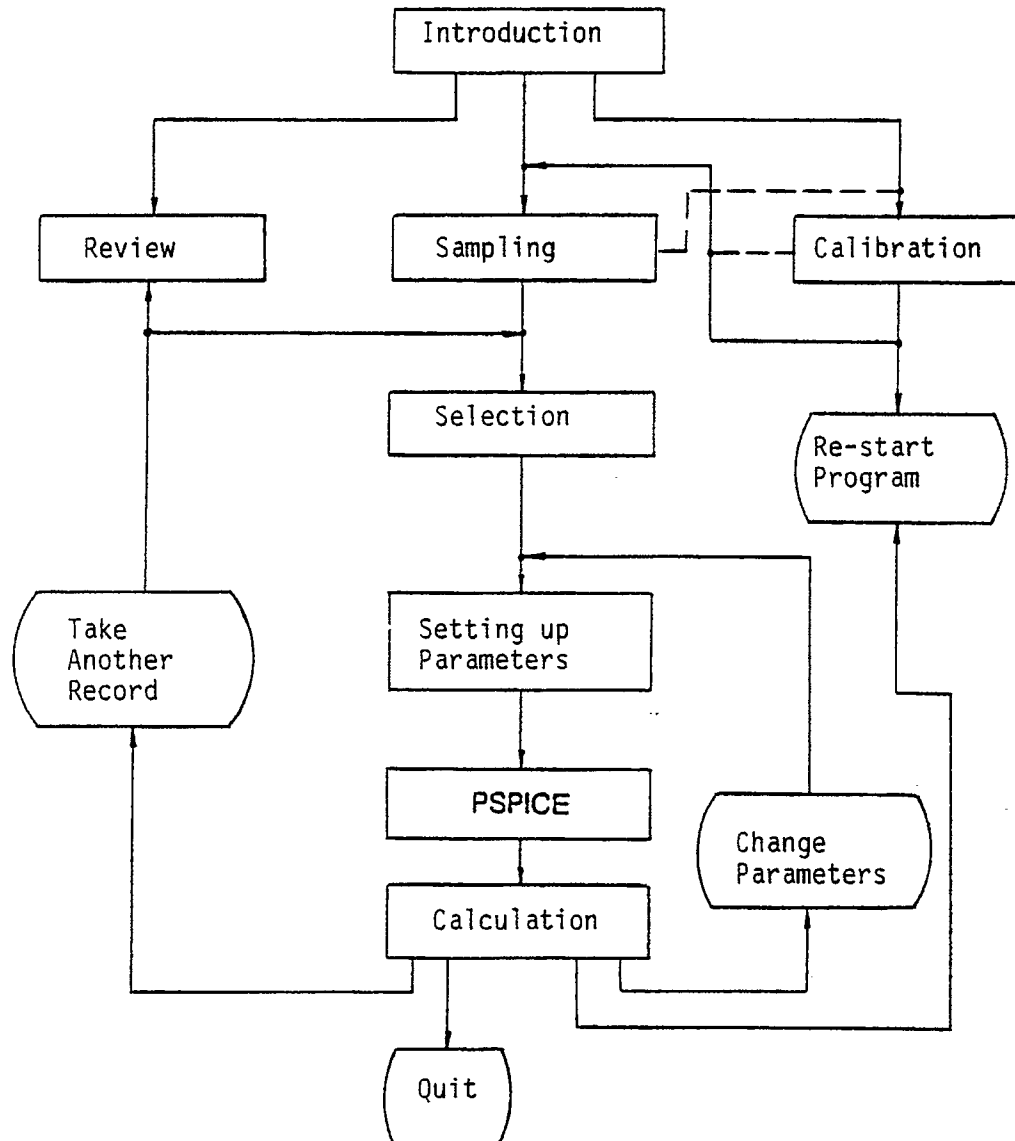 Introduction
Review
Sampling
Calibration
Selection
Re-start
Program
Take
Another
Record
Setting up
Parameters
PSPICE
Change
Parameters
Calculation
Quit